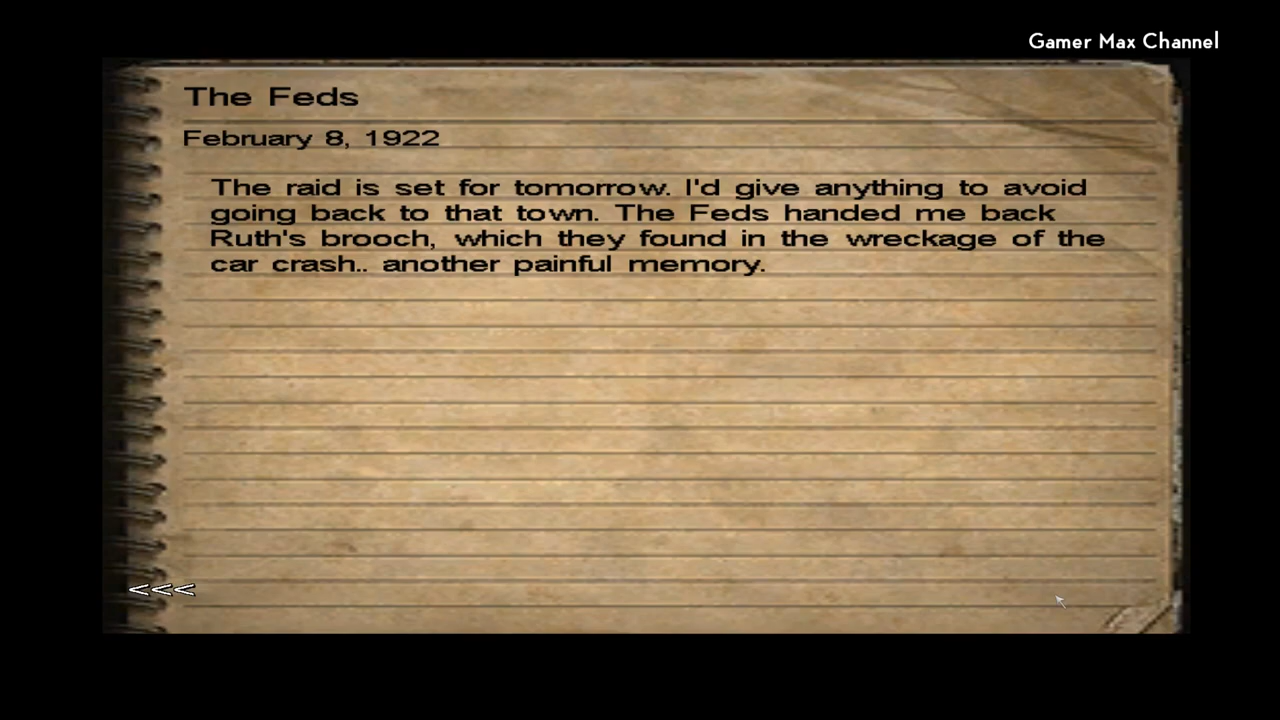 Gamer Max Channel
The Feds
February 8, 1922
The raid is set for tomorrow. I'd give anything to avoid
going back to that town. The Feds handed me back
Ruth's brooch, which they found in the wreckage of the
car crash.. another painful memory.
<<<